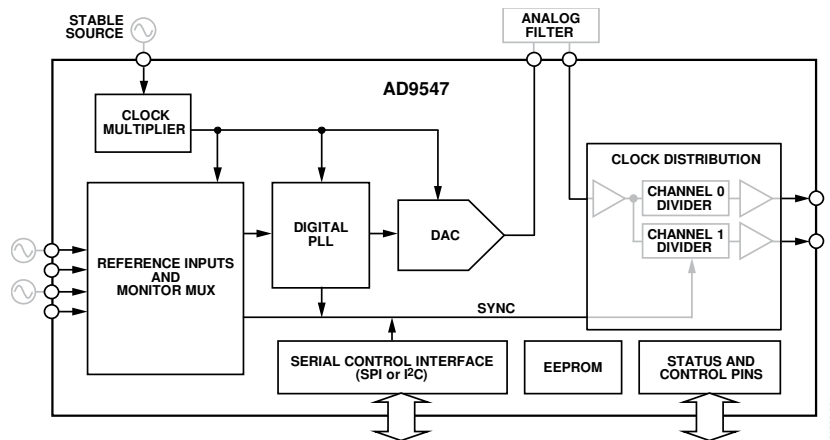 STABLE
SOURCE
ANALOG
FILTER
AD9547
CLOCK
MULTIPLIER
CLOCK DISTRIBUTION
CHANNEL 0
DIVIDER
CHANNEL 1
DIVIDER
DIGITAL
PLL
DAC
REFERENCE INPUTS
AND
MONITOR MUX
SYNC
SERIAL CONTROL INTERFACE
(SPI or I²C)
EEPROM
STATUS AND
CONTROL PINS